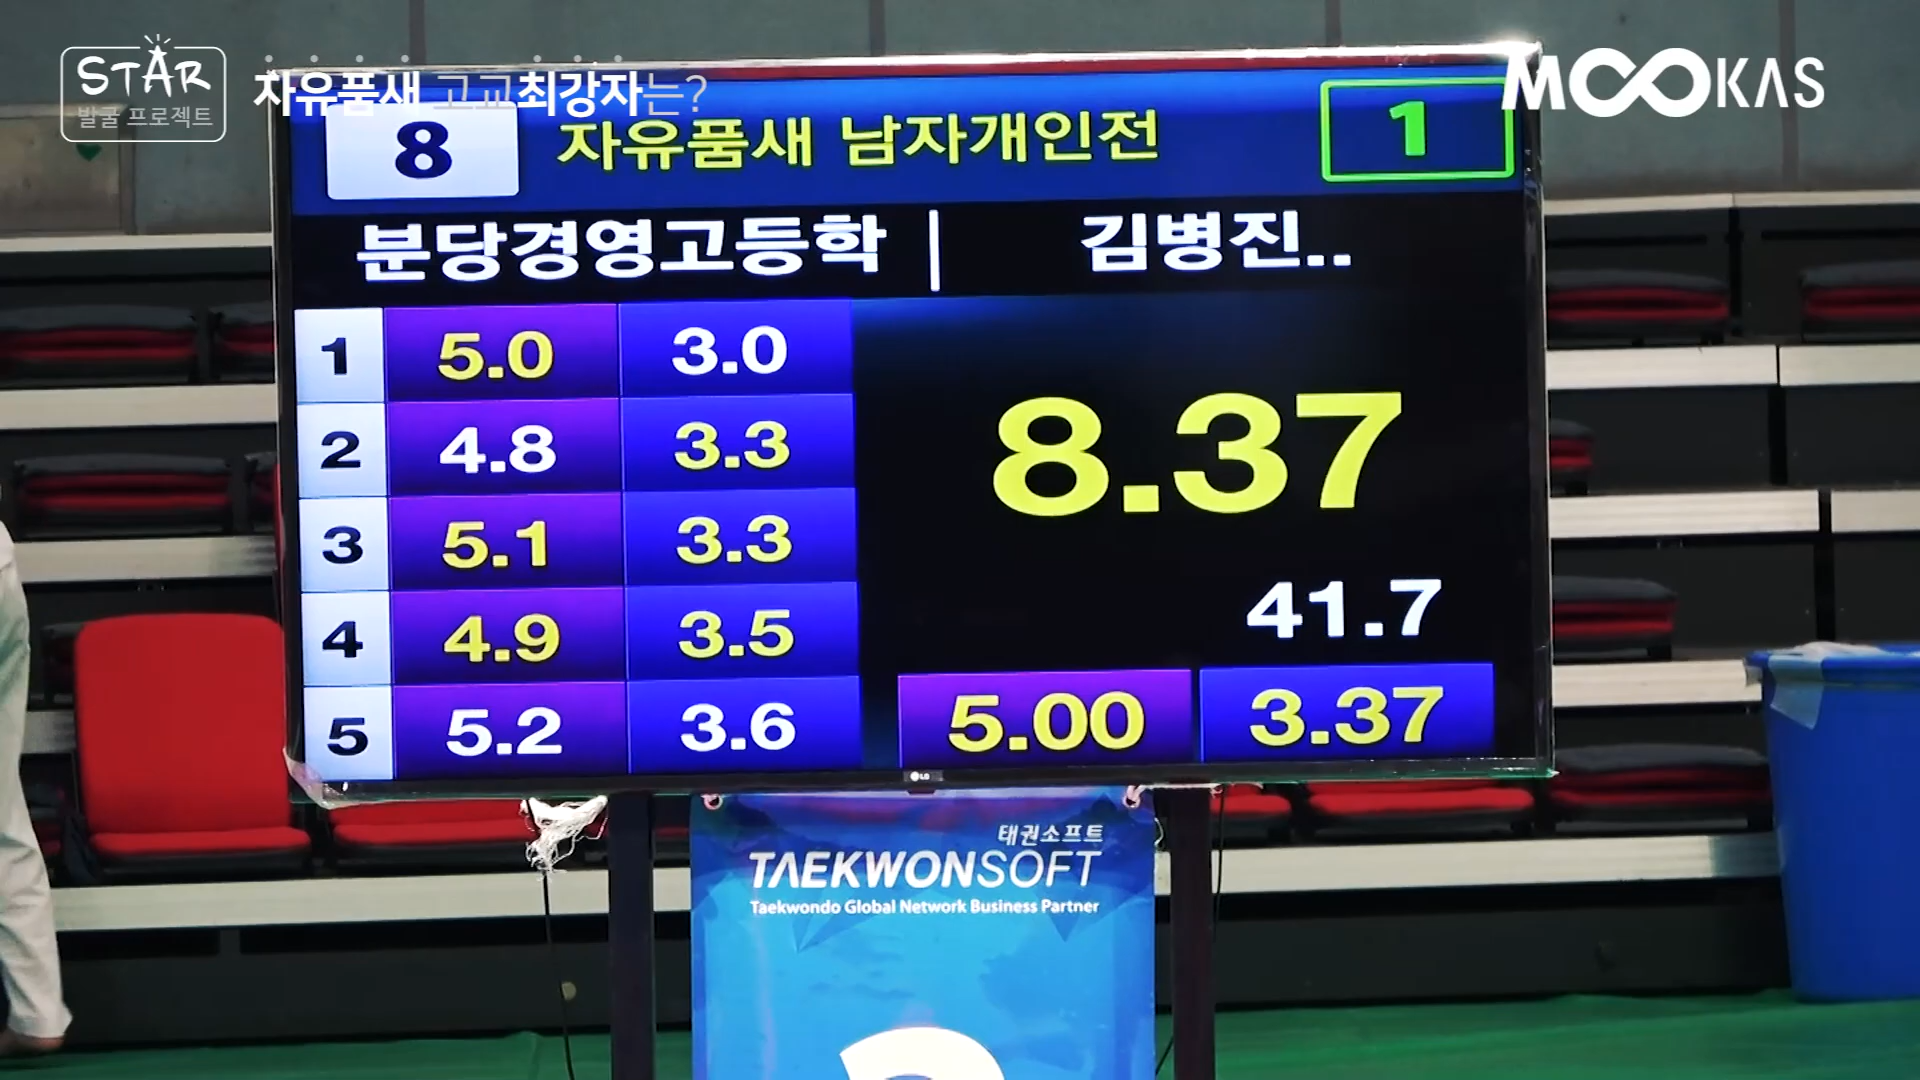 STAR
발굴 프로젝트
자유품새 고교최강자는?
MOOKAS
8 자유품새 남자개인전 1
분당경영고등학 | 김병진..
1 5.0 3.0
2 4.8 3.3
3 5.1 3.3
4 4.9 3.5
5 5.2 3.6
8.37
41.7
5.00 3.37
LG
태권소프트
TAEKWONSOFT
Taekwondo Global Network Business Partner